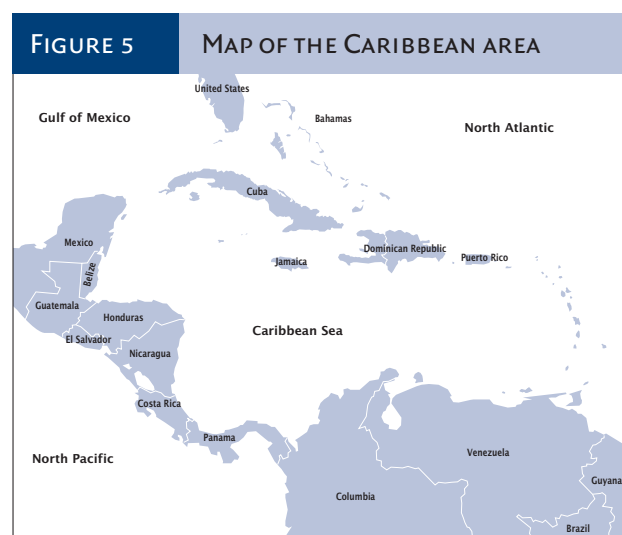 FIGURE 5
MAP OF THE CARIBBEAN AREA
United States
Gulf of Mexico
Bahamas
North Atlantic
Cuba
Mexico
Dominican Republic
Puerto Rico
Jamaica
Belize
Guatemala
Honduras
Caribbean Sea
El Salvador
Nicaragua
Costa Rica
Panama
North Pacific
Venezuela
Guyana
Columbia
Brazil